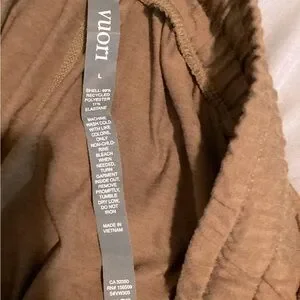 vuori
L
SHELL: 89%
RECYCLED
POLYESTER
11%
ELASTANE
MACHINE
WASH COLD
WITH LIKE
COLORS,
ONLY
NON-CHLO-
RINE
BLEACH
WHEN
NEEDED,
TURN
GARMENT
INSIDE OUT,
REMOVE
PROMPTLY,
TUMBLE
DRY LOW,
DO NOT
IRON
MADE IN
VIETNAM